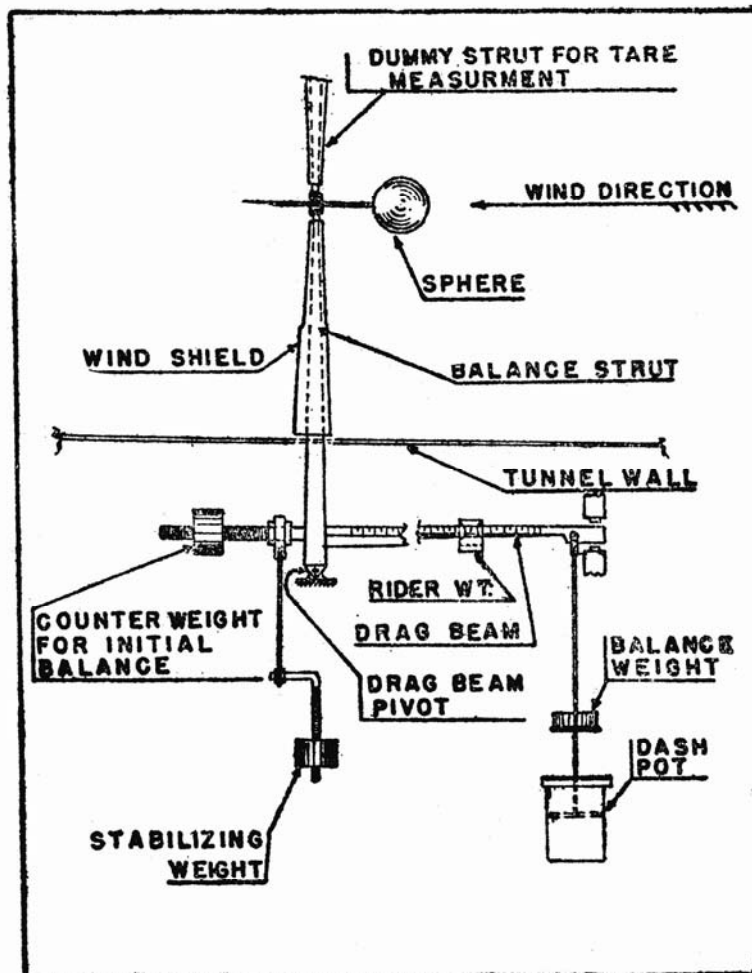 DUMMY STRUT FOR TARE
MEASURMENT
WIND DIRECTION
SPHERE
WIND SHIELD
BALANCE STRUT
TUNNEL WALL
RIDER WT.
DRAG BEAM
COUNTER WEIGHT
FOR INITIAL
BALANCE
DRAG BEAM
PIVOT
BALANCE
WEIGHT
DASH
POT
STABILIZING
WEIGHT